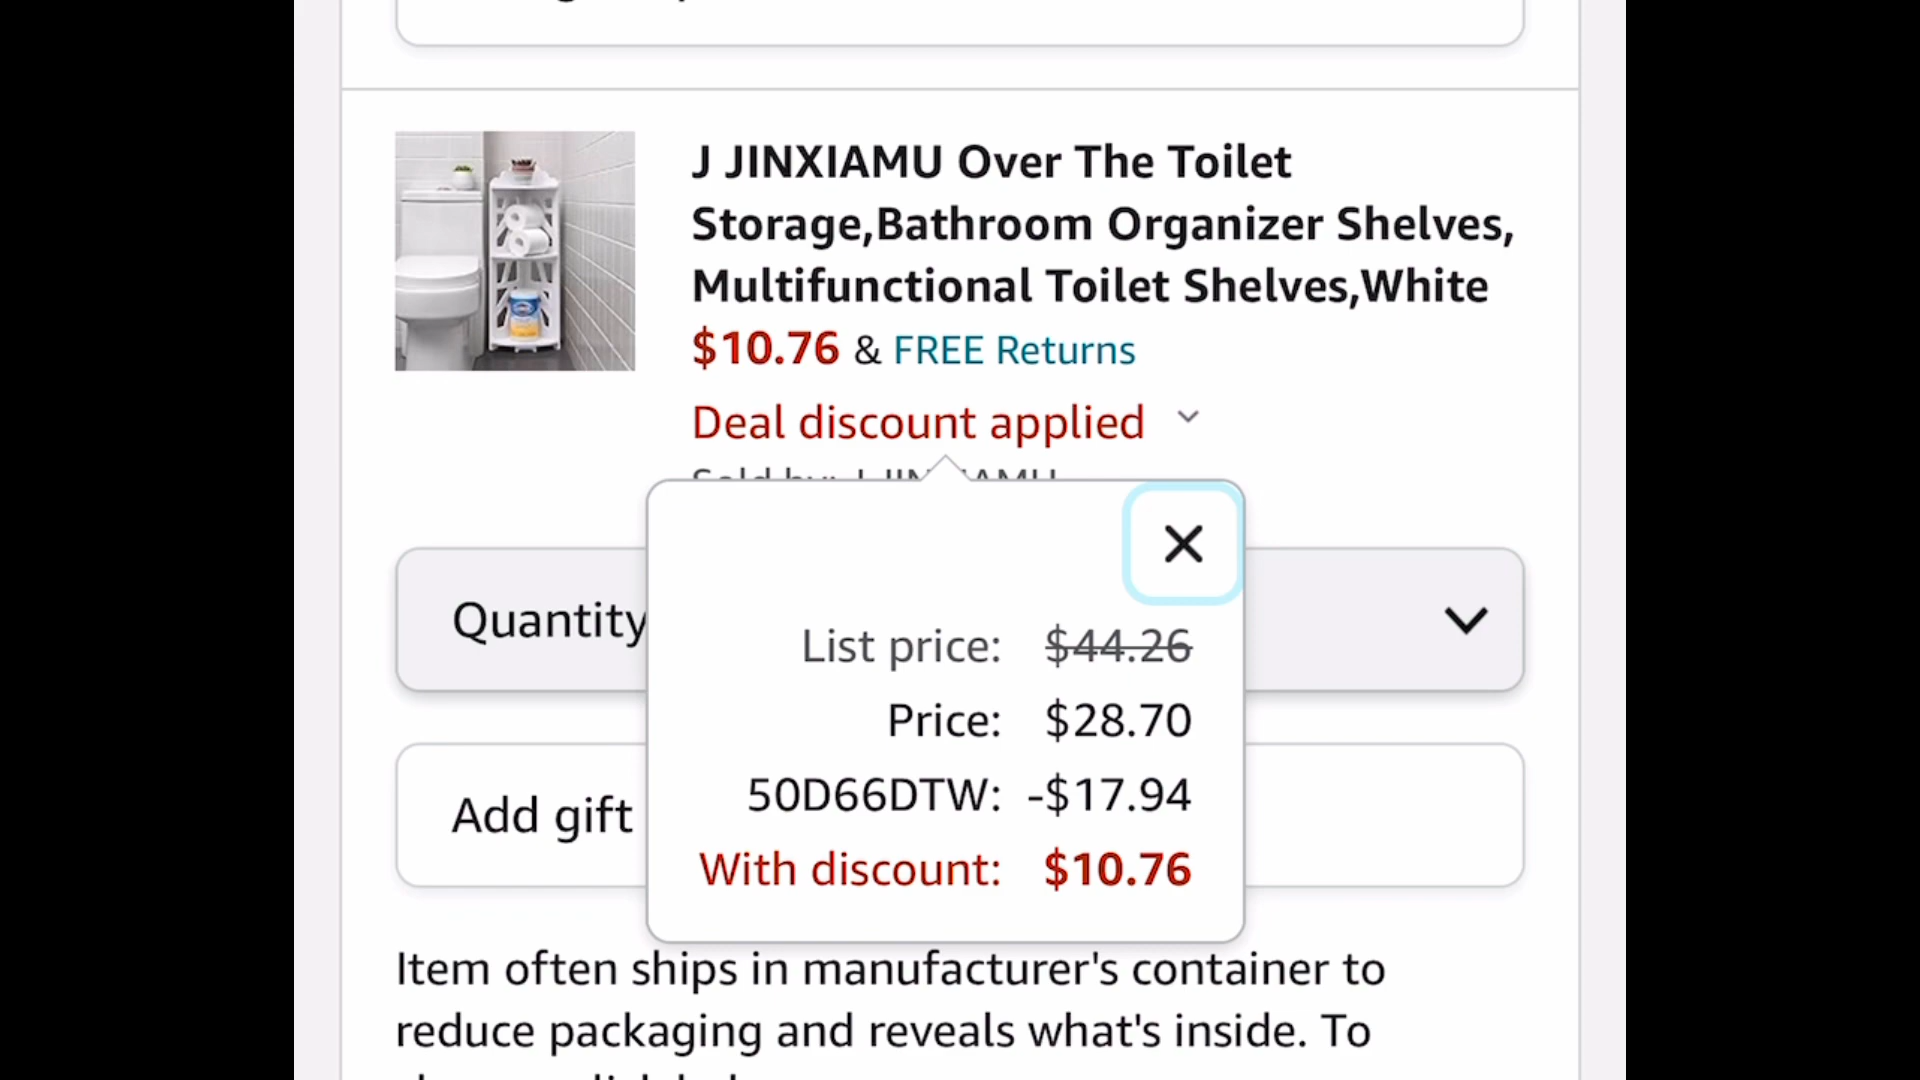 J JINXIAMU Over The Toilet
Storage,Bathroom Organizer Shelves,
Multifunctional Toilet Shelves,White
$10.76 & FREE Returns
Deal discount applied
Quantity
List price: $44.26
Price: $28.70
50D66DTW: -$17.94
With discount: $10.76
Add gift
Item often ships in manufacturer's container to
reduce packaging and reveals what's inside. To